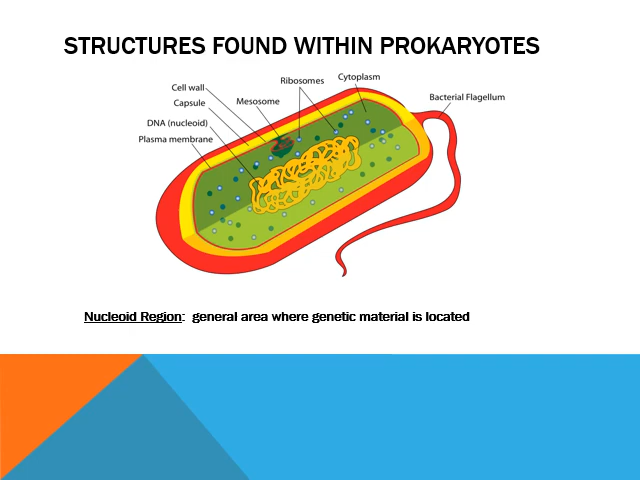 STRUCTURES FOUND WITHIN PROKARYOTES
Cell wall
Capsule
DNA (nucleoid)
Plasma membrane
Mesosome
Ribosomes
Cytoplasm
Bacterial Flagellum
Nucleoid Region:  general area where genetic material is located